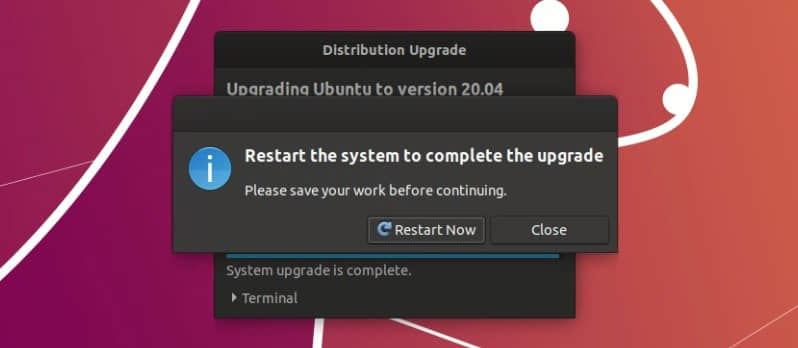 Distribution Upgrade
Upgrading Ubuntu to version 20.04
Restart the system to complete the upgrade
Please save your work before continuing.
Restart Now
Close
System upgrade is complete.
Terminal